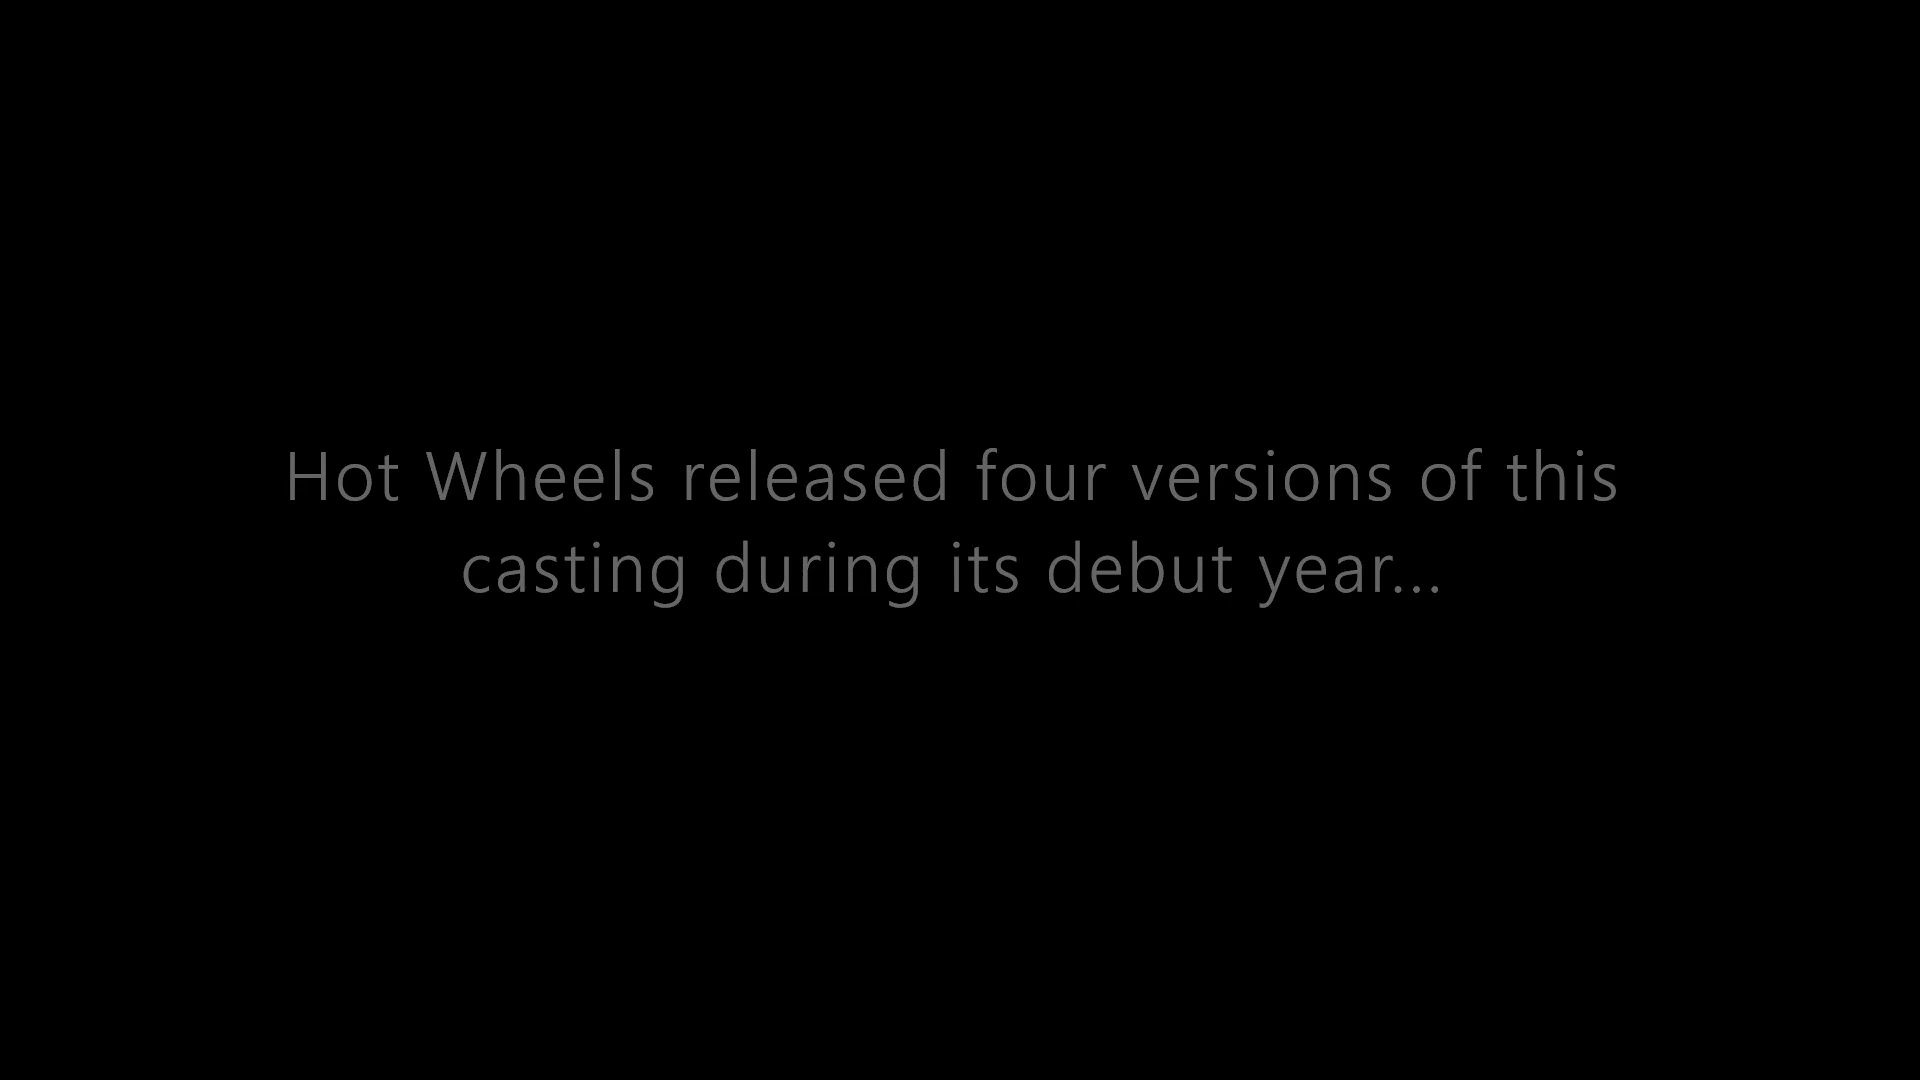 Hot Wheels released four versions of this
casting during its debut year...